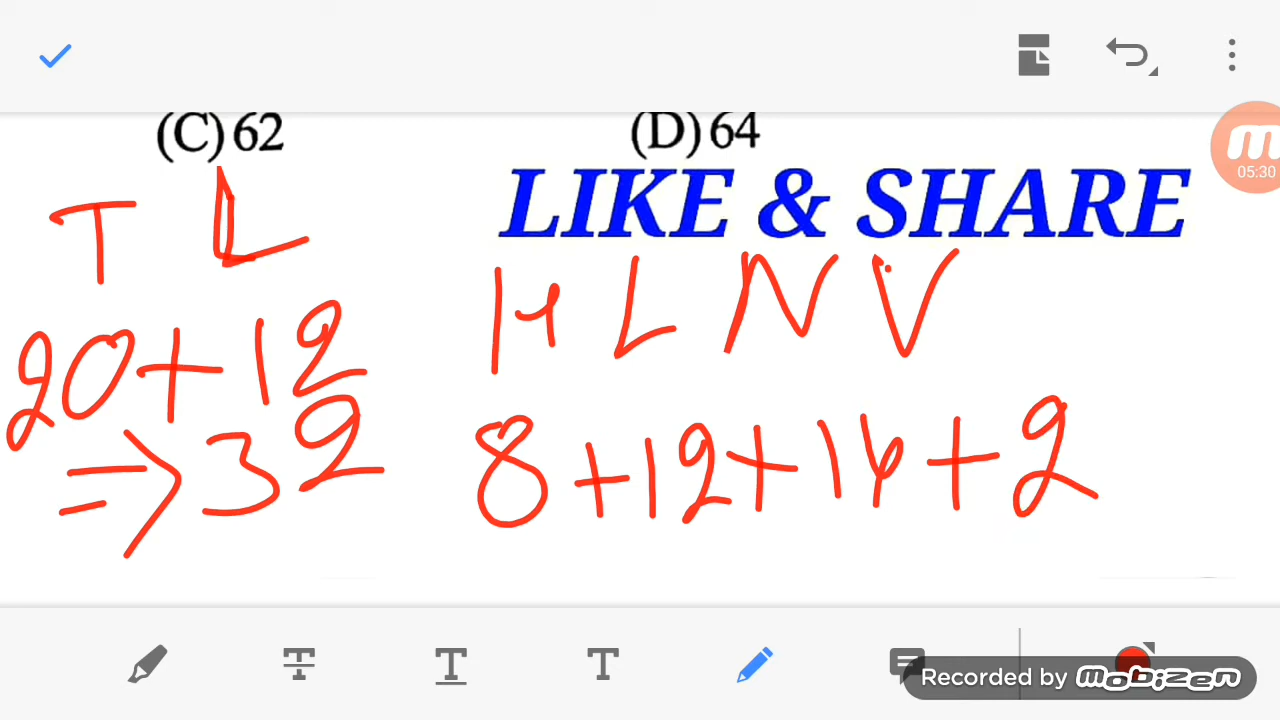 05:30
(C) 62 (D) 64
LIKE & SHARE
T L
H L N V
20+12
⇒ 32
8+12+14+2
T T T
Recorded by mobizen